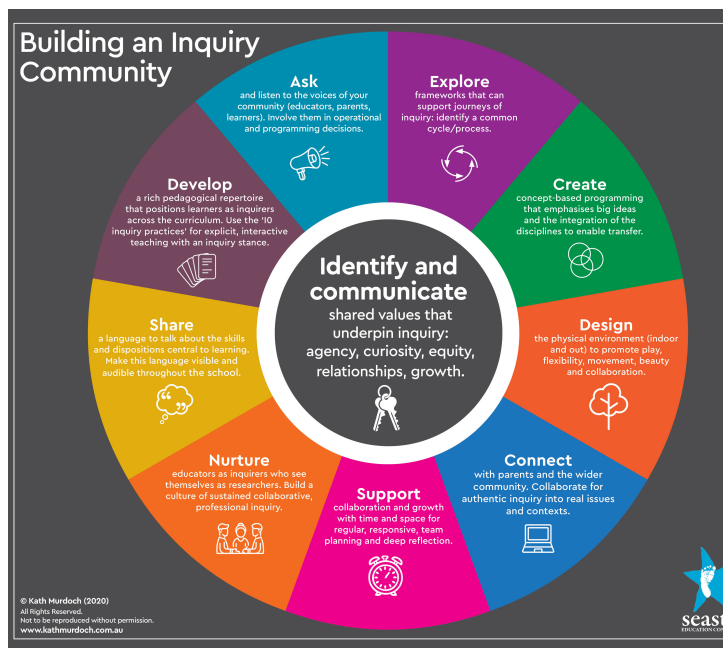 Building an Inquiry
Community
Ask
and listen to the voices of your
community (educators, parents,
learners). Involve them in operational
and programming decisions.
Explore
frameworks that can
support journeys of
inquiry: identify a common
cycle/process.
Create
concept-based programming
that emphasises big ideas
and the integration of the
disciplines to enable transfer.
Design
the physical environment (indoor
and out) to promote play,
flexibility, movement, beauty
and collaboration.
Connect
with parents and the wider
community. Collaborate for
authentic inquiry into real issues
and contexts.
Support
collaboration and growth
with time and space for
regular, responsive, team
planning and deep reflection.
Nurture
educators as inquirers who see
themselves as researchers. Build a
culture of sustained collaborative,
professional inquiry.
Share
a language to talk about the skills
and dispositions central to learning.
Make this language visible and
audible throughout the school.
Develop
a rich pedagogical repertoire
that positions learners as inquirers
across the curriculum. Use the '10
inquiry practices' for explicit, interactive
teaching with an inquiry stance.
Identify and
communicate
shared values that
underpin inquiry:
agency, curiosity, equity,
relationships, growth.
© Kath Murdoch (2020)
All Rights Reserved.
Not to be reproduced without permission.
www.kathmurdoch.com.au
EDUCATION